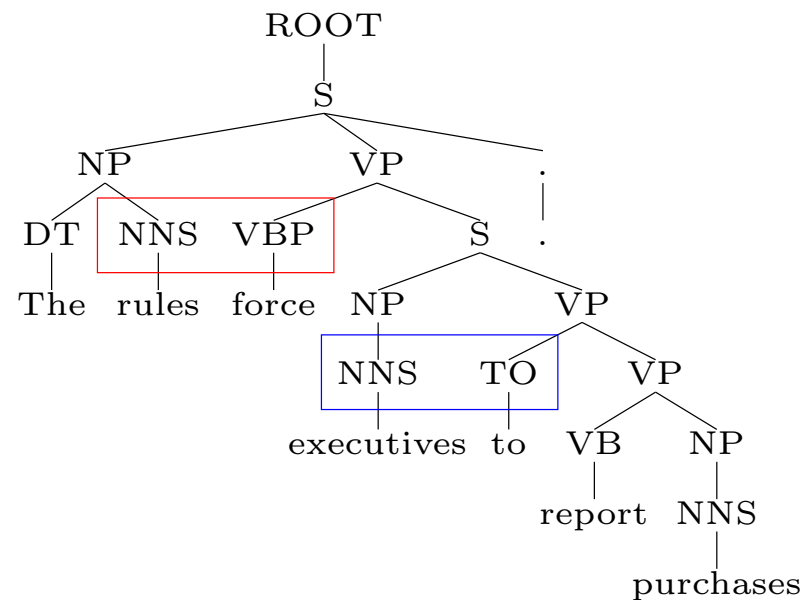 ROOT
S
NP VP .
DT NNS VBP S .
The rules force NP VP
NNS TO VP
executives to VB NP
report NNS
purchases